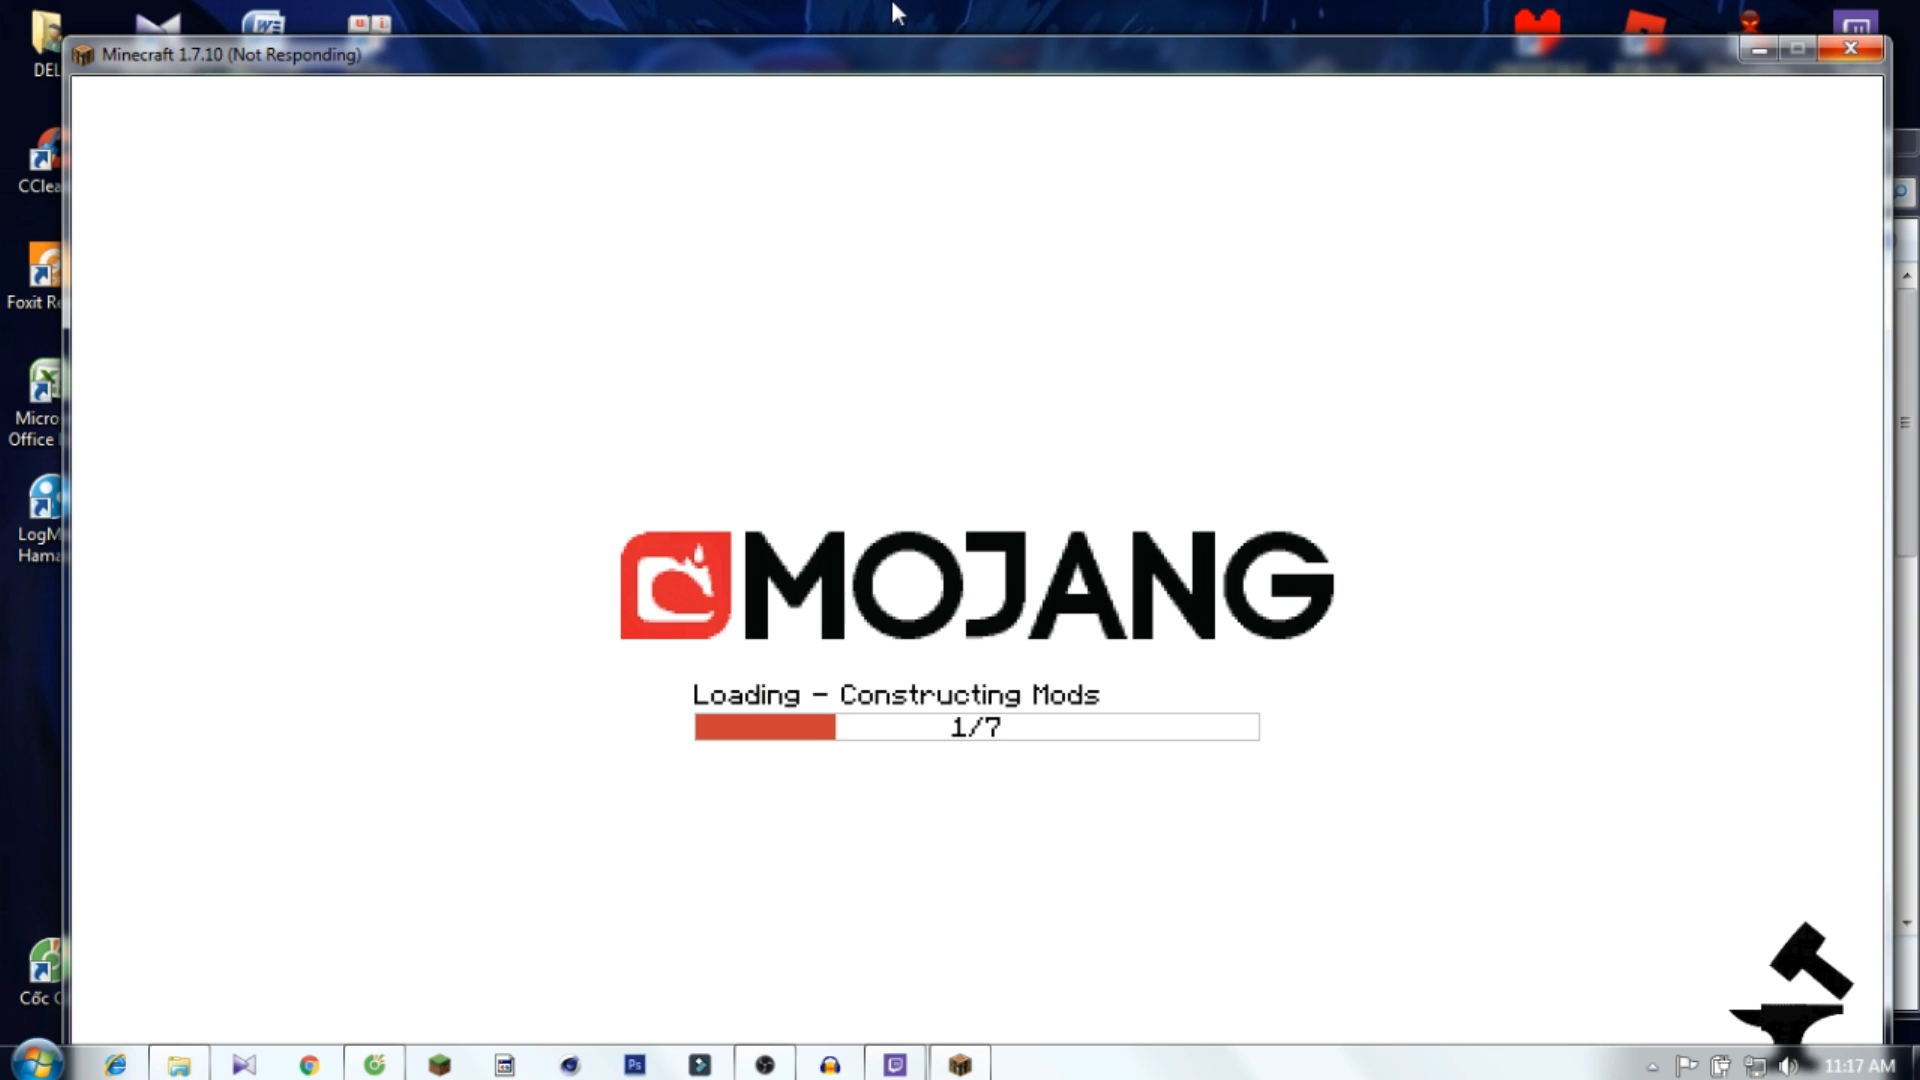 DEL
Minecraft 1.7.10 (Not Responding)
CClea
Foxit R
Micro
Office
LogM
Hama
MOJANG
Loading - Constructing Mods
1/7
Cốc C
Ps
11:17 AM